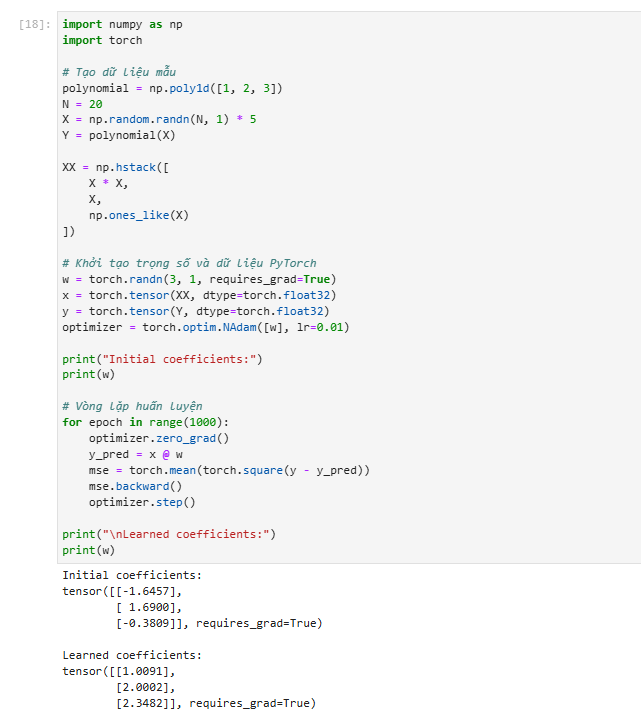 [18]:
import numpy as np
import torch
# Tạo dữ liệu mẫu
polynomial = np.poly1d([1, 2, 3])
N = 20
X = np.random.randn(N, 1) * 5
Y = polynomial(X)
XX = np.hstack([
    X * X,
    X,
    np.ones_like(X)
])
# Khởi tạo trọng số và dữ liệu PyTorch
w = torch.randn(3, 1, requires_grad=True)
x = torch.tensor(XX, dtype=torch.float32)
y = torch.tensor(Y, dtype=torch.float32)
optimizer = torch.optim.NAdam([w], lr=0.01)
print("Initial coefficients:")
print(w)
# Vòng lặp huấn luyện
for epoch in range(1000):
    optimizer.zero_grad()
    y_pred = x @ w
    mse = torch.mean(torch.square(y - y_pred))
    mse.backward()
    optimizer.step()
print("\nLearned coefficients:")
print(w)
Initial coefficients:
tensor([[-1.6457],
        [ 1.6900],
        [-0.3809]], requires_grad=True)
Learned coefficients:
tensor([[1.0091],
        [2.0002],
        [2.3482]], requires_grad=True)